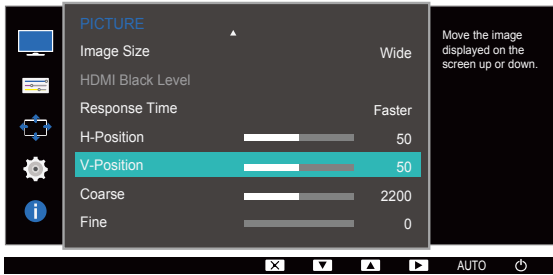 PICTURE
Image Size Wide
HDMI Black Level
Response Time Faster
H-Position 50
V-Position 50
Coarse 2200
Fine 0
Move the image
displayed on the
screen up or down.
AUTO